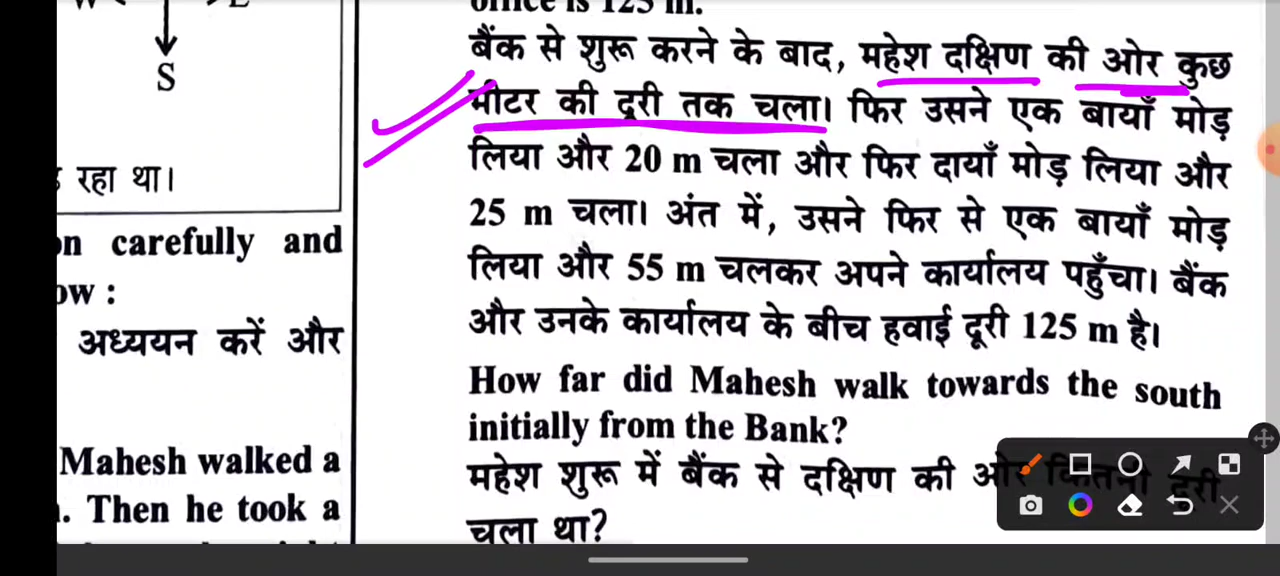 S
रहा था।
on carefully and
ow :
अध्ययन करें और
Mahesh walked a
. Then he took a
office is 125 m.
बैंक से शुरू करने के बाद, महेश दक्षिण की ओर कुछ
मीटर की दूरी तक चला। फिर उसने एक बायाँ मोड़
लिया और 20 m चला और फिर दायाँ मोड़ लिया और
25 m चला। अंत में, उसने फिर से एक बायाँ मोड़
लिया और 55 m चलकर अपने कार्यालय पहुँचा। बैंक
और उनके कार्यालय के बीच हवाई दूरी 125 m है।
How far did Mahesh walk towards the south
initially from the Bank?
महेश शुरू में बैंक से दक्षिण की ओर कितनी दूरी
चला था?